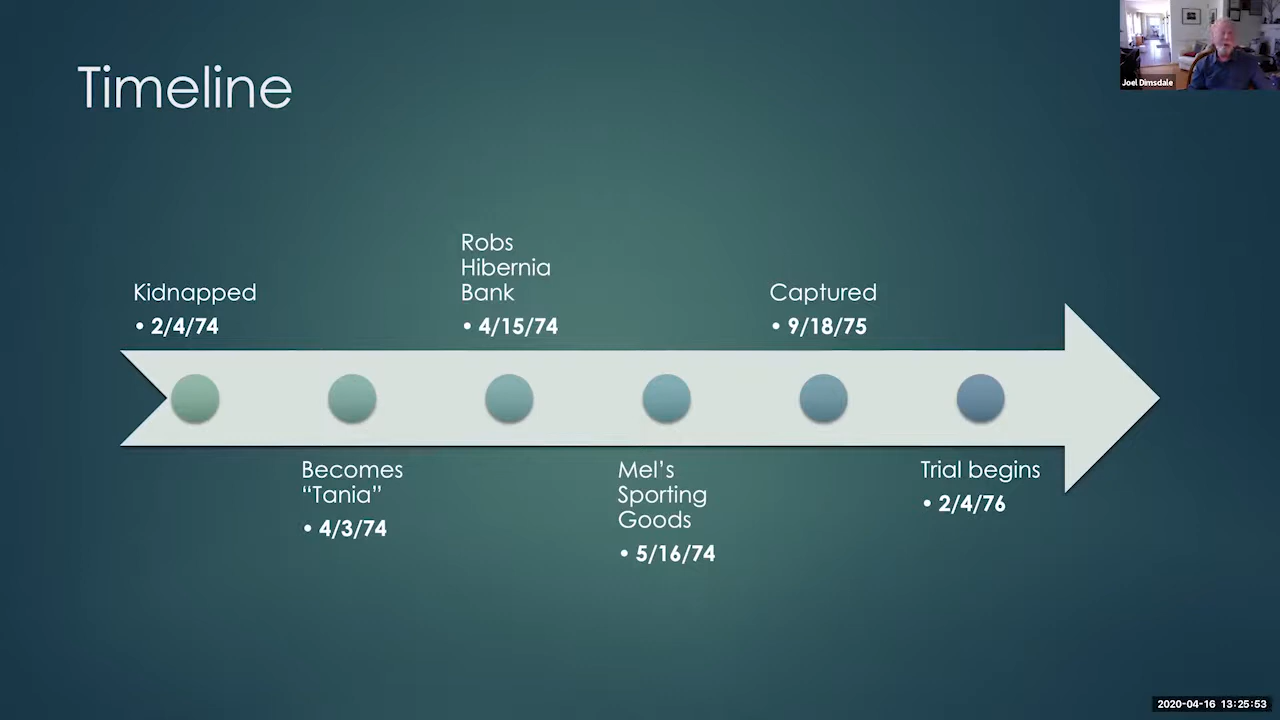 Timeline
Joel Dimsdale
Kidnapped
• 2/4/74
Becomes
“Tania”
• 4/3/74
Robs
Hibernia
Bank
• 4/15/74
Mel’s
Sporting
Goods
• 5/16/74
Captured
• 9/18/75
Trial begins
• 2/4/76
2020-04-16 13:25:53